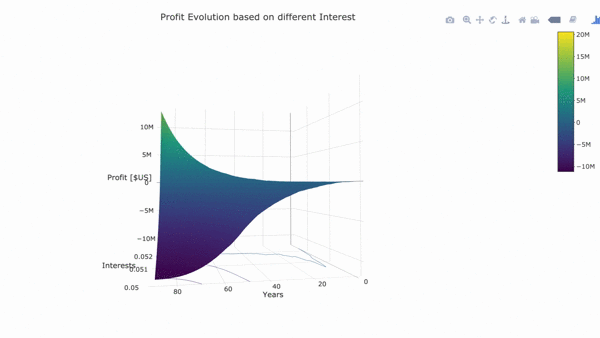 Profit Evolution based on different Interest
20M
15M
10M
5M
0
−5M
−10M
10M
5M
Profit [$US]
0
−5M
−10M
Interests
0.052
0.051
0.05
80
60
40
20
0
Years